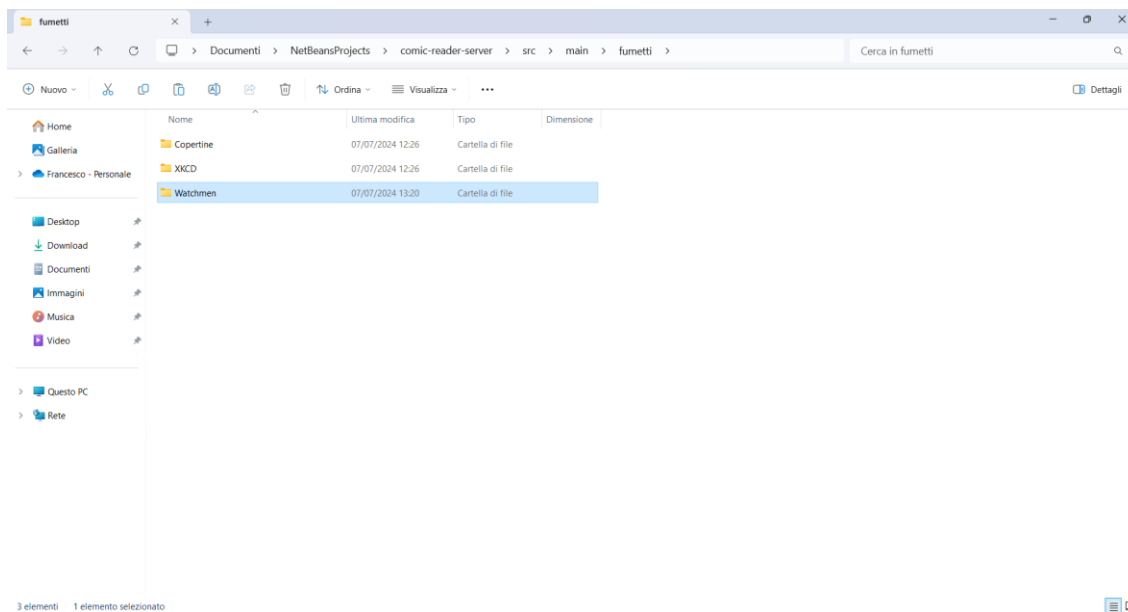 fumetti
Documenti > NetBeansProjects > comic-reader-server > src > main > fumetti >
Cerca in fumetti
Nuovo
Ordina
Visualizza
Dettagli
Nome Ultima modifica Tipo Dimensione
Copertine 07/07/2024 12:26 Cartella di file
XKCD 07/07/2024 12:26 Cartella di file
Watchmen 07/07/2024 13:20 Cartella di file
Home
Galleria
Francesco - Personale
Desktop
Download
Documenti
Immagini
Musica
Video
Questo PC
Rete
3 elementi 1 elemento selezionato